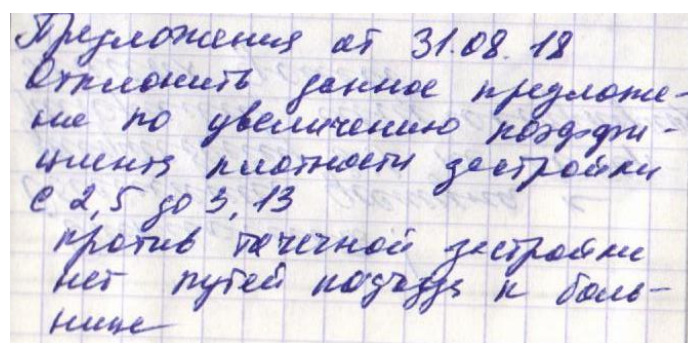 Предложения от 31.08.18
Отклонить данное предложе-
ние по увеличению коэффи-
циента плотности застройки
с 2,5 до 3,13
против точечной застройки
нет путей подъезда к боль-
нице